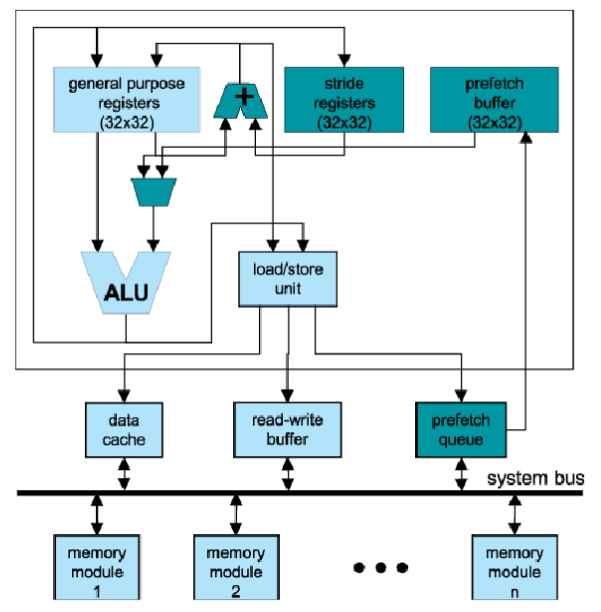 general purpose
registers
(32x32)
+
stride
registers
(32x32)
prefetch
buffer
(32x32)
ALU
load/store
unit
data
cache
read-write
buffer
prefetch
queue
system bus
memory
module
1
memory
module
2
memory
module
n